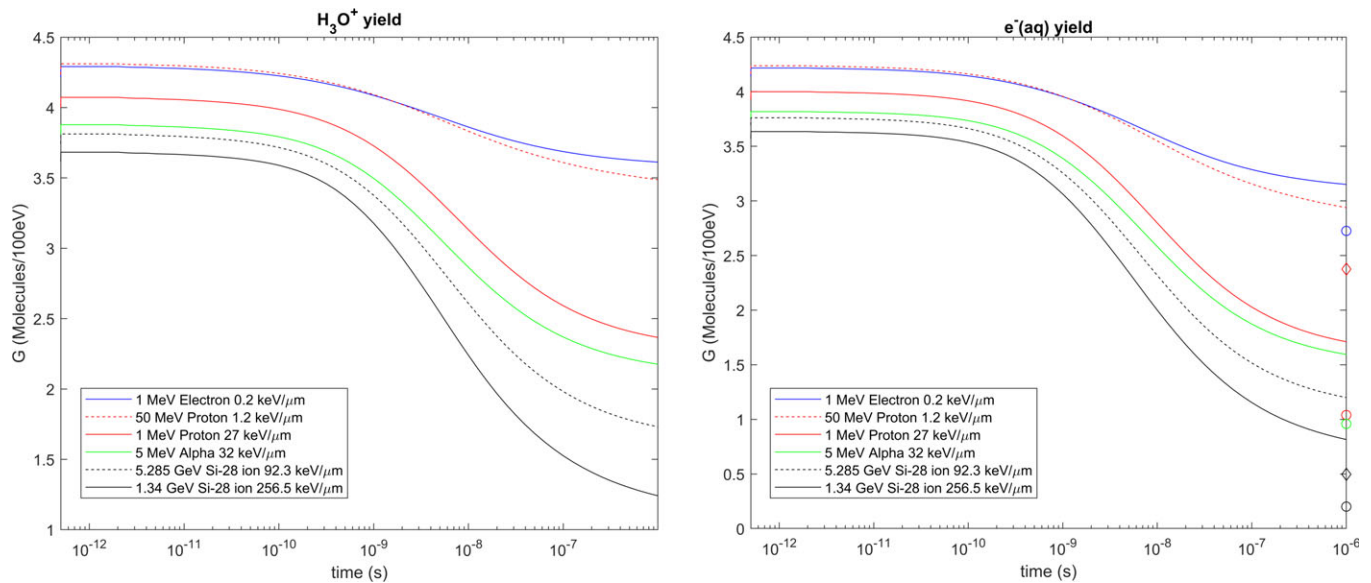 H₃O⁺ yield
4.5
4
3.5
3
2.5
2
1.5
1
G (Molecules/100eV)
1 MeV Electron 0.2 keV/μm
50 MeV Proton 1.2 keV/μm
1 MeV Proton 27 keV/μm
5 MeV Alpha 32 keV/μm
5.285 GeV Si-28 ion 92.3 keV/μm
1.34 GeV Si-28 ion 256.5 keV/μm
10⁻¹² 10⁻¹¹ 10⁻¹⁰ 10⁻⁹ 10⁻⁸ 10⁻⁷
time (s)
e⁻(aq) yield
4.5
4
3.5
3
2.5
2
1.5
1
0.5
0
G (Molecules/100eV)
1 MeV Electron 0.2 keV/μm
50 MeV Proton 1.2 keV/μm
1 MeV Proton 27 keV/μm
5 MeV Alpha 32 keV/μm
5.285 GeV Si-28 ion 92.3 keV/μm
1.34 GeV Si-28 ion 256.5 keV/μm
10⁻¹² 10⁻¹¹ 10⁻¹⁰ 10⁻⁹ 10⁻⁸ 10⁻⁷ 10⁻⁶
time (s)